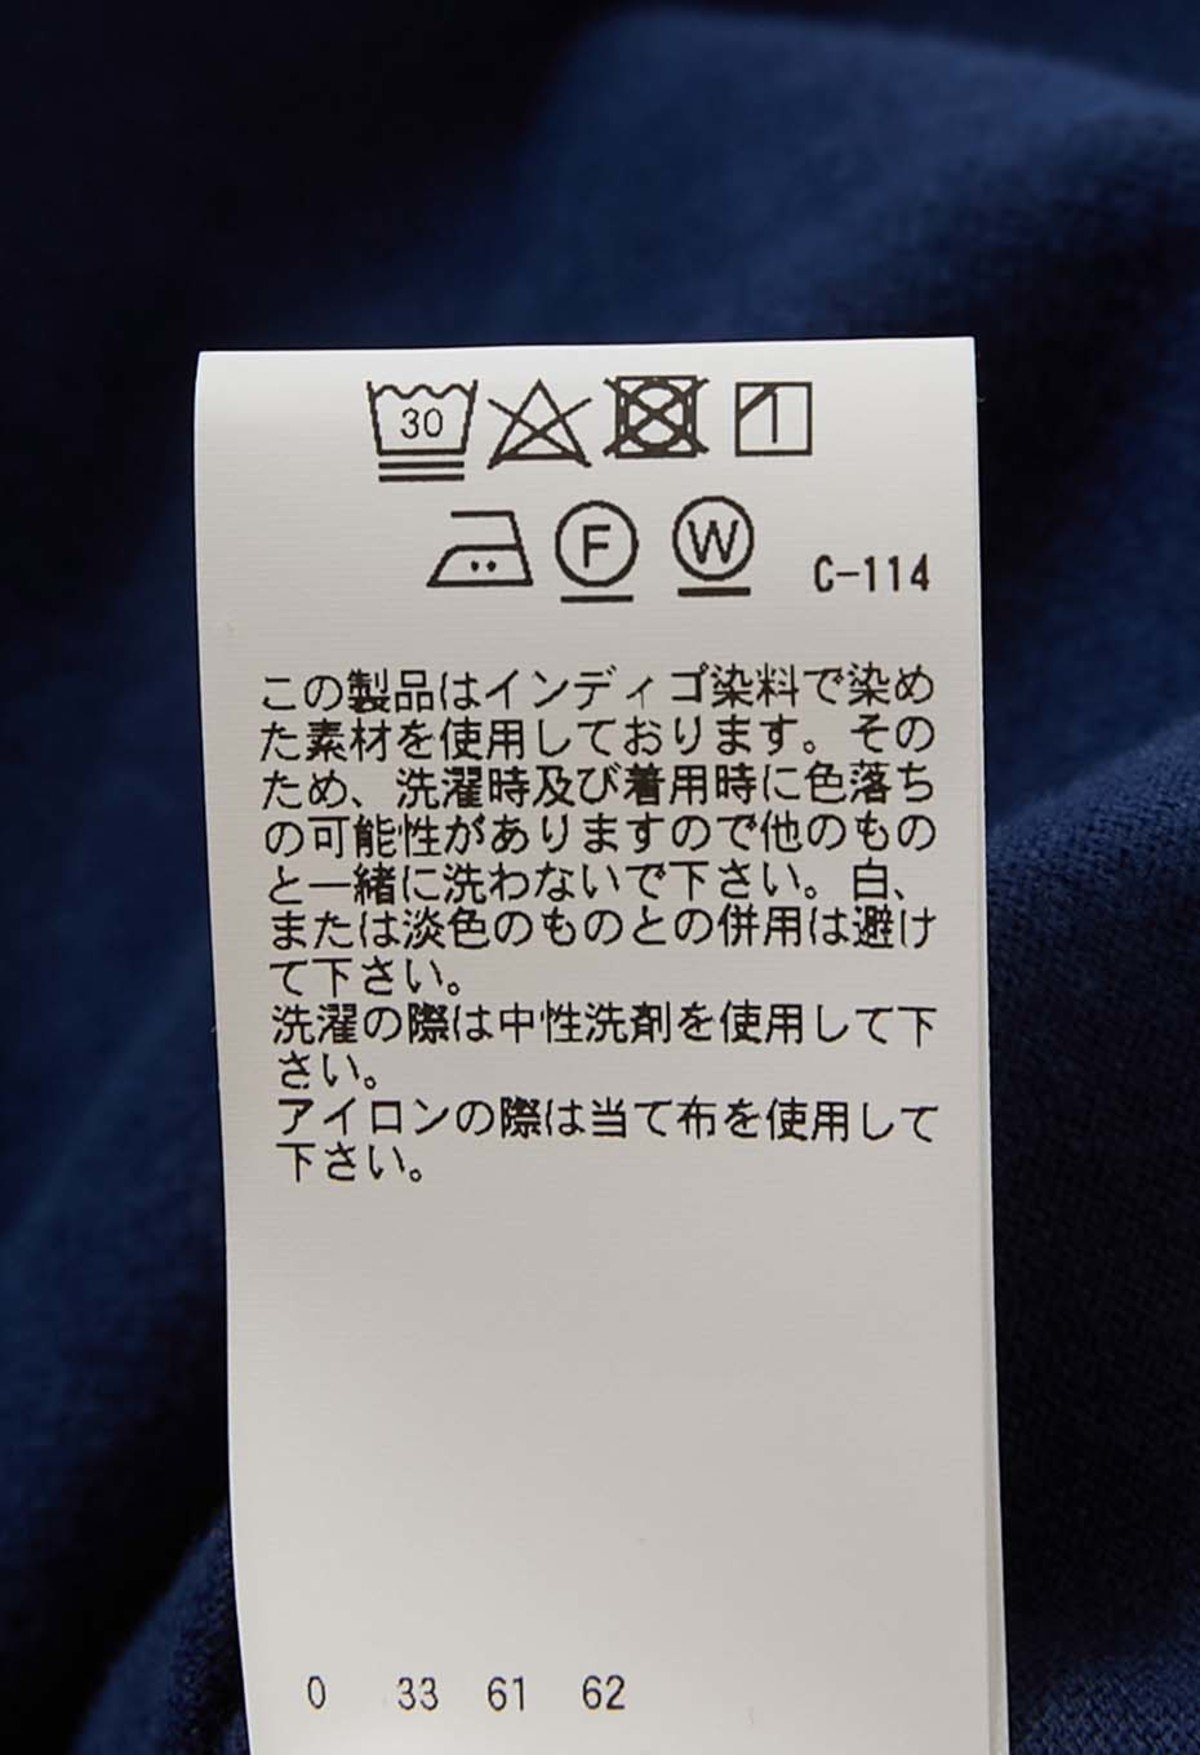 30
F W C-114
この製品はインディゴ染料で染め
た素材を使用しております。その
ため、洗濯時及び着用時に色落ち
の可能性がありますので他のもの
と一緒に洗わないで下さい。白、
または淡色のものとの併用は避け
て下さい。
洗濯の際は中性洗剤を使用して下
さい。
アイロンの際は当て布を使用して
下さい。
0 33 61 62